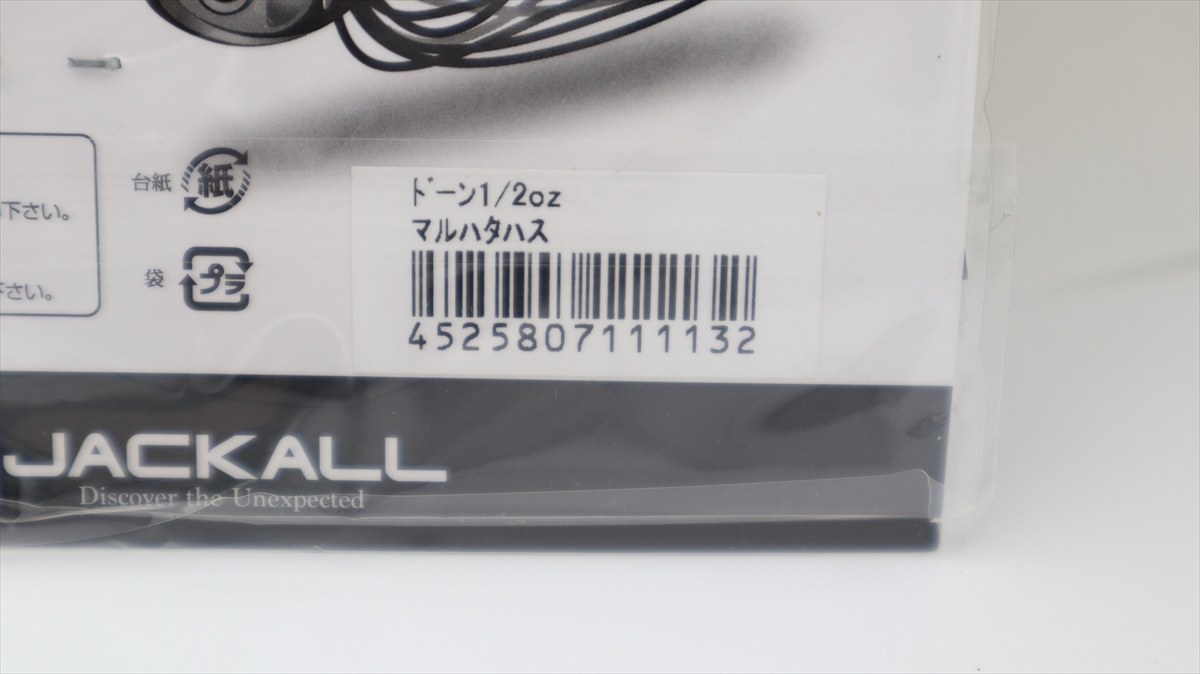 台紙
紙
下さい。
ドーン1/2oz
マルハタハス
袋
プラ
さい。
4525807111132
JACKALL
Discover the Unexpected